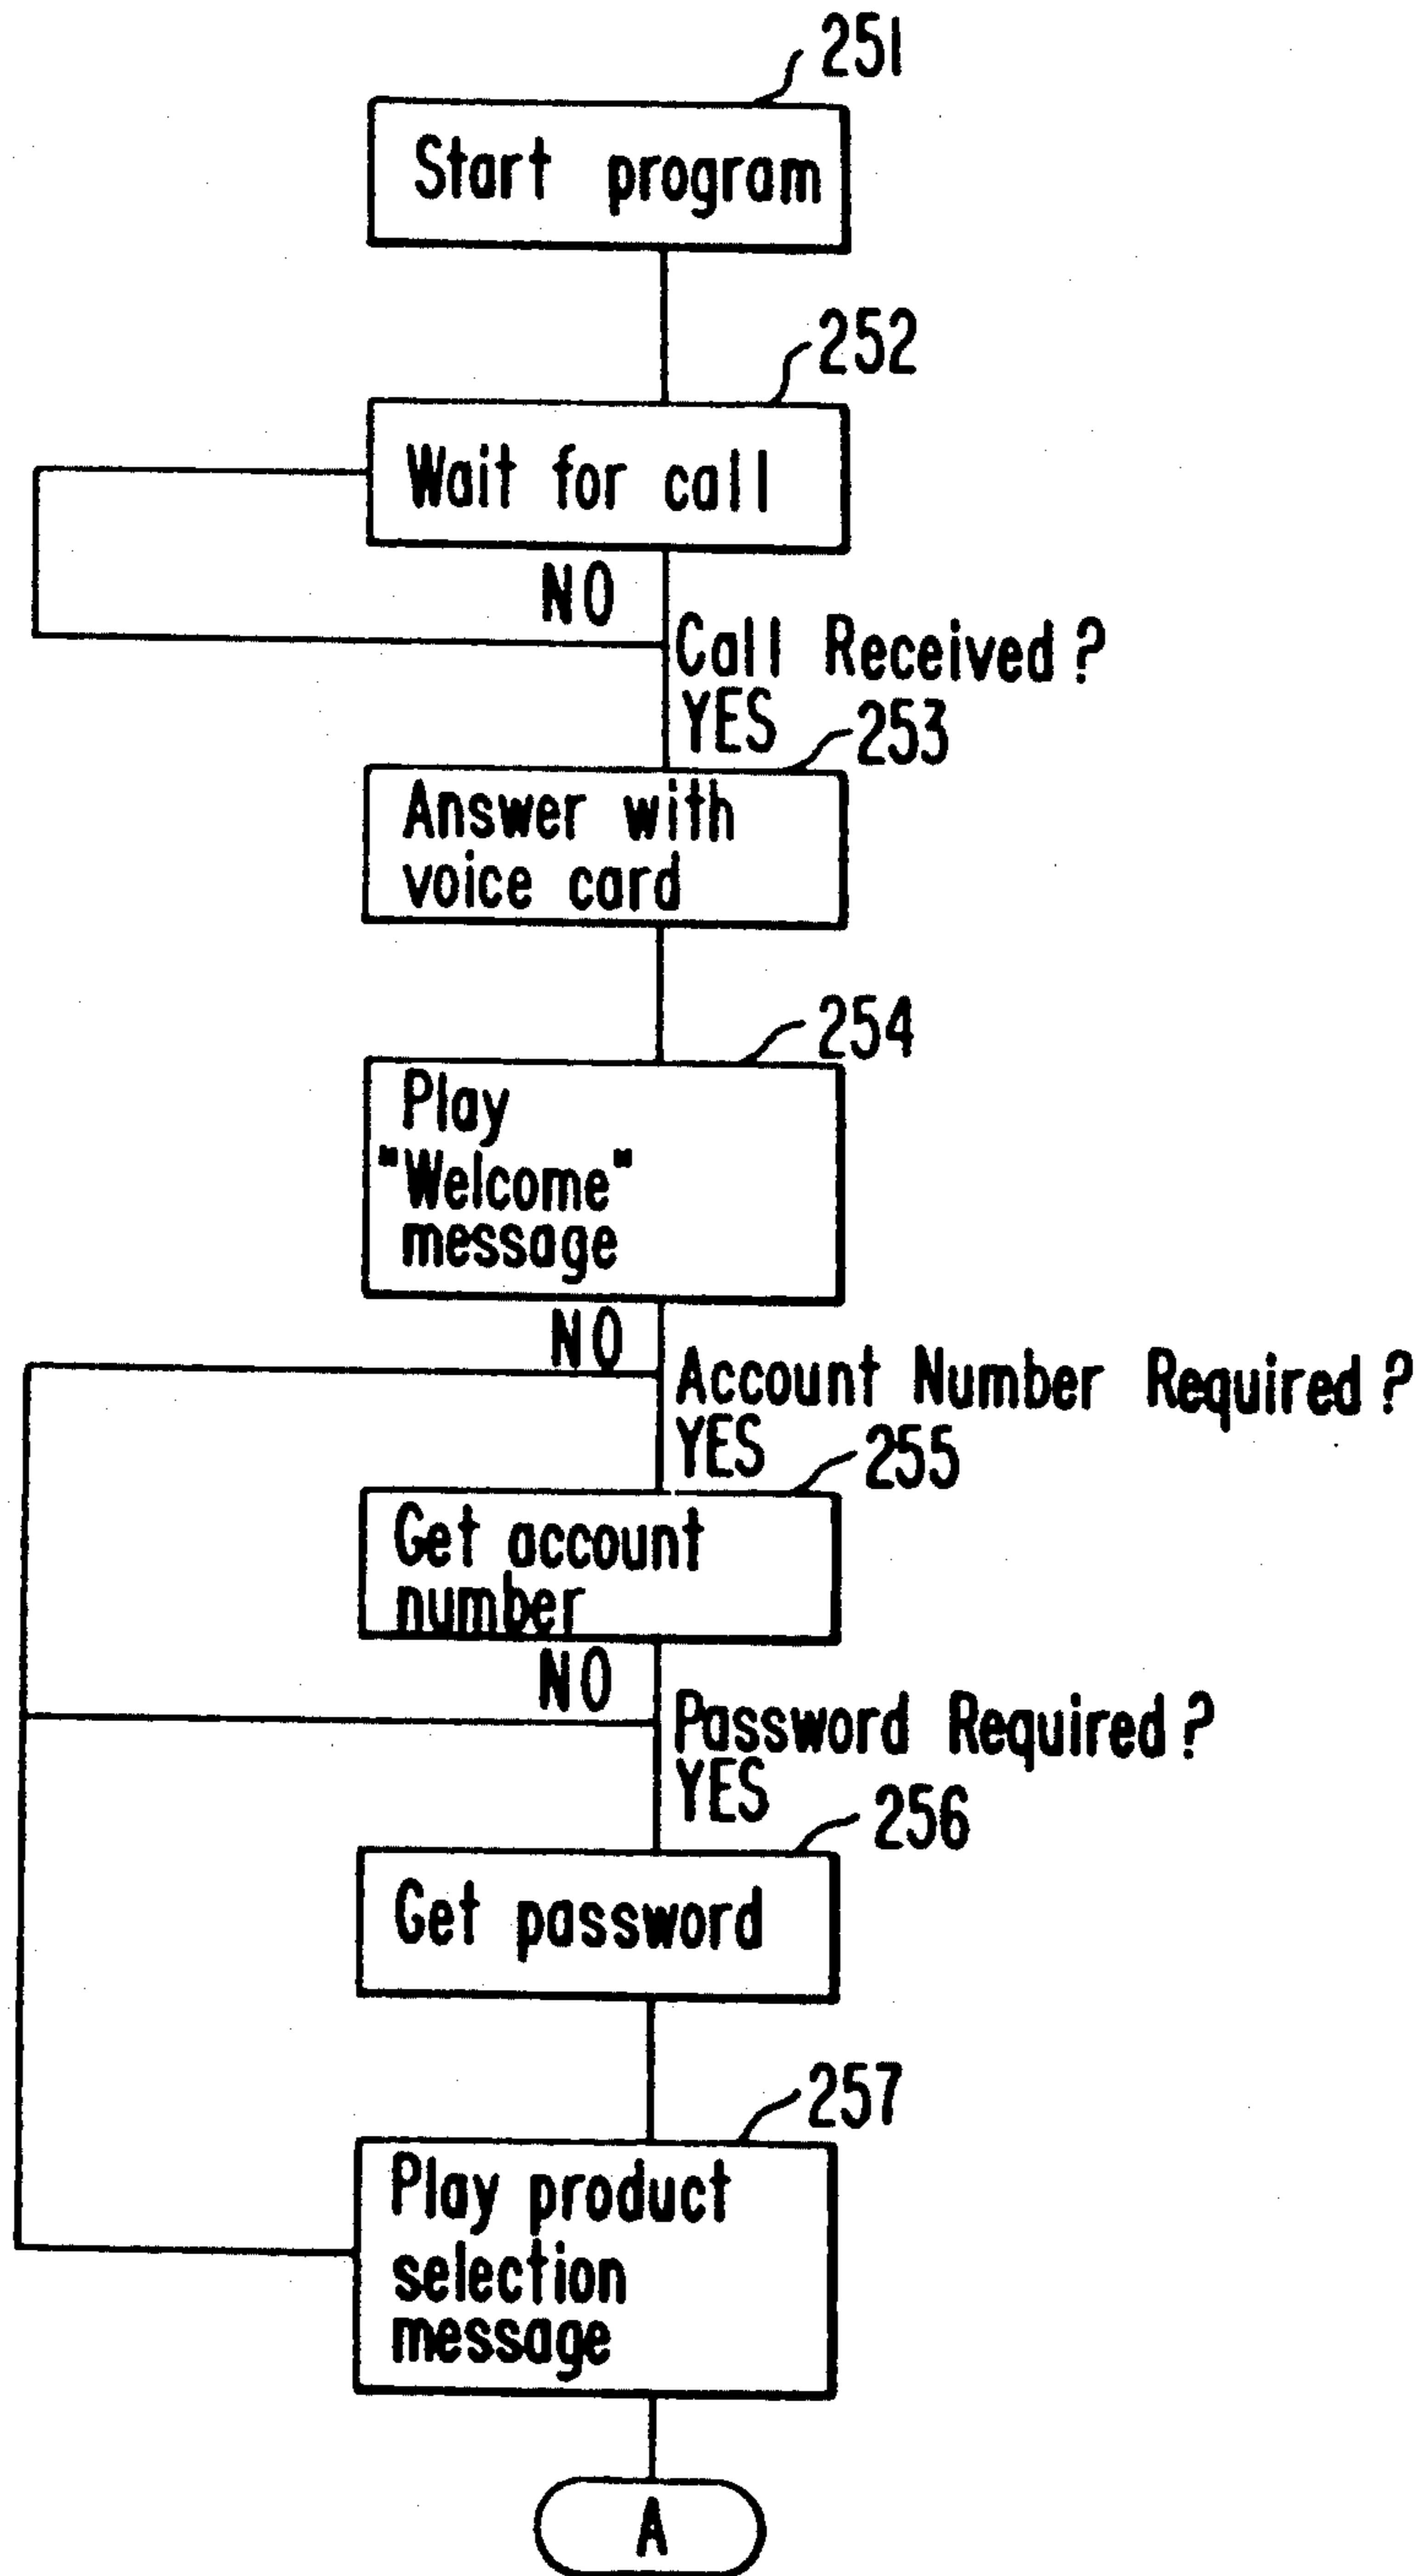 251
Start program
252
Wait for call
NO
Call Received?
YES
253
Answer with
voice card
254
Play
"Welcome"
message
NO
Account Number Required?
YES
255
Get account
number
NO
Password Required?
YES
256
Get password
257
Play product
selection
message
A